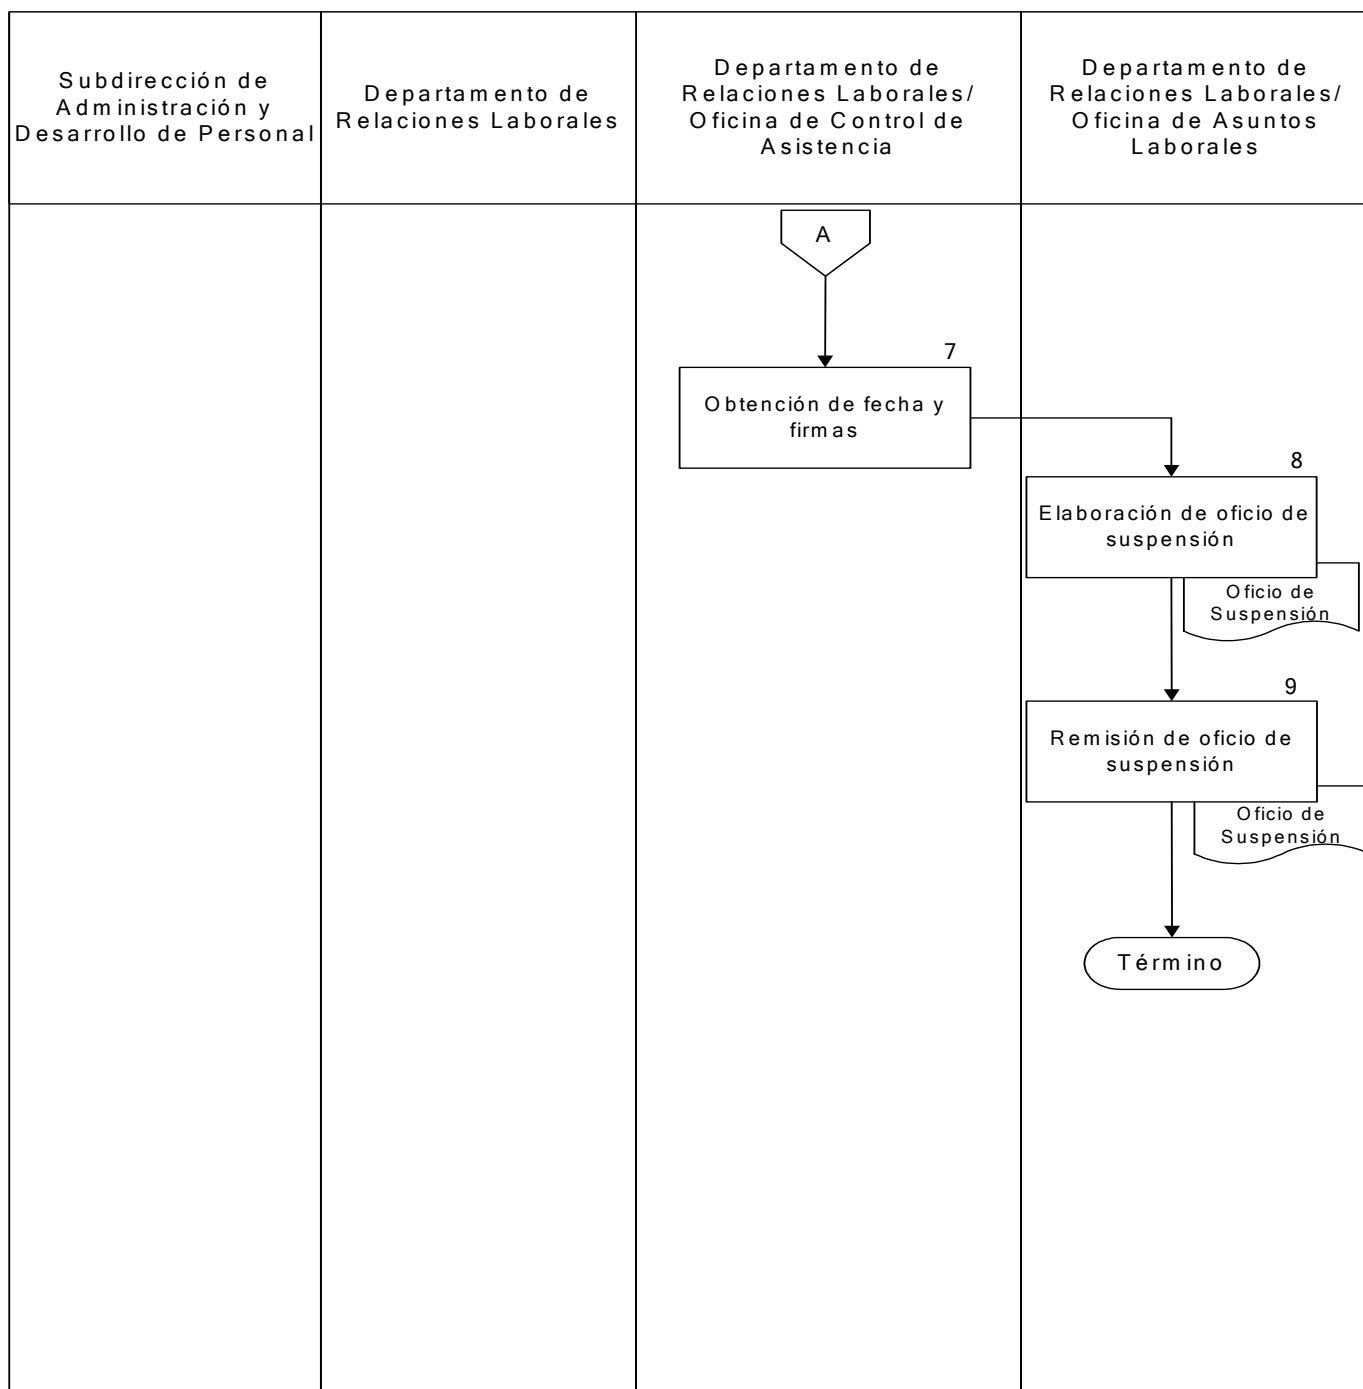 Subdirección de
Administración y
Desarrollo de Personal
Departamento de
Relaciones Laborales
Departamento de
Relaciones Laborales/
Oficina de Control de
Asistencia
Departamento de
Relaciones Laborales/
Oficina de Asuntos
Laborales
A
7
Obtención de fecha y
firmas
8
Elaboración de oficio de
suspensión
Oficio de
Suspensión
9
Remisión de oficio de
suspensión
Oficio de
Suspensión
Término